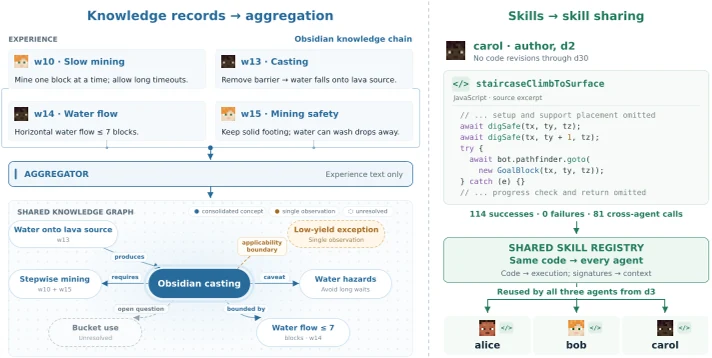 Knowledge records → aggregation
EXPERIENCE
Obsidian knowledge chain
w10 · Slow mining
Mine one block at a time; allow long timeouts.
w13 · Casting
Remove barrier → water falls onto lava source.
w14 · Water flow
Horizontal water flow ≤ 7 blocks.
w15 · Mining safety
Keep solid footing; water can wash drops away.
AGGREGATOR
Experience text only
SHARED KNOWLEDGE GRAPH
consolidated concept
single observation
unresolved
Water onto lava source
w13
Low-yield exception
Single observation
applicability
boundary
produces
Stepwise mining
w10 + w15
requires
Obsidian casting
caveat
Water hazards
Avoid long waits
open question
bounded by
Bucket use
Unresolved
Water flow ≤ 7
blocks · w14
Skills → skill sharing
carol · author, d2
No code revisions through d30
</> staircaseClimbToSurface
JavaScript · source excerpt
// ... setup and support placement omitted
await digSafe(tx, ty, tz);
await digSafe(tx, ty + 1, tz);
try {
await bot.pathfinder.goto(
new GoalBlock(tx, ty, tz));
} catch (e) {}
// ... progress check and return omitted
114 successes · 0 failures · 81 cross-agent calls
SHARED SKILL REGISTRY
Same code → every agent
Code → execution; signatures → context
Reused by all three agents from d3
</>
</>
</>
alice
bob
carol